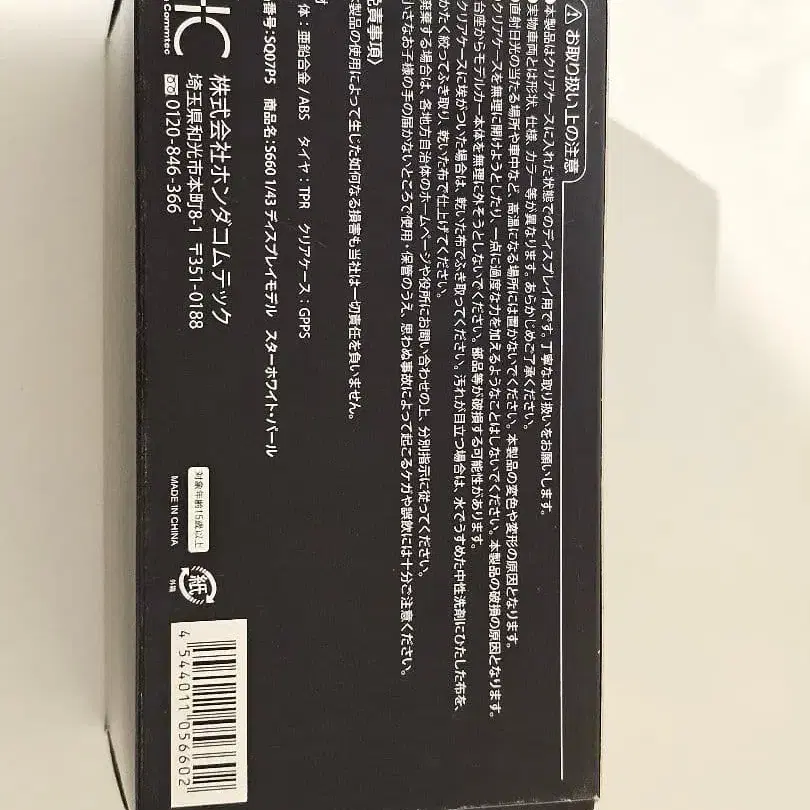 ⚠ お取り扱い上の注意
本製品はクリアケースに入れた状態でのディスプレイ用です。丁寧な取り扱いをお願いします。
実物車両とは形状、仕様、カラー等が異なります。あらかじめご了承ください。
直射日光の当たる場所や車中など、高温になる場所には置かないでください。本製品の変色や変形の原因となります。
クリアケースを無理に開けようとしたり、一点に過度な力を加えるようなことはしないでください。本製品の破損の原因となります。
台座からモデルカー本体を無理に外そうとしないでください。部品等が破損する可能性があります。
クリアケースに埃がついた場合は、乾いた布でふき取ってください。汚れが目立つ場合は、水でうすめた中性洗剤にひたした布を、
かたく絞ってふき取り、乾いた布で仕上げてください。
廃棄する場合は、各地方自治体のホームページや役所にお問い合わせの上、分別指示に従ってください。
小さなお子様の手の届かないところで使用・保管のうえ、思わぬ事故によって起こるケガや誤飲には十分ご注意ください。
免責事項〉
製品の使用によって生じた如何なる損害も当社は一切責任を負いません。
体：亜鉛合金/ABS タイヤ：TPR クリアケース：GPPS
番号：SQ07P5 商品名：S660 1/43 ディスプレイモデル スターホワイト・パール
HC
Commtec
株式会社ホンダコムテック
埼玉県和光市本町8-1 〒351-0188
0120-846-366
対象年齢15歳以上
MADE IN CHINA
紙
外箱
4 544011 056602